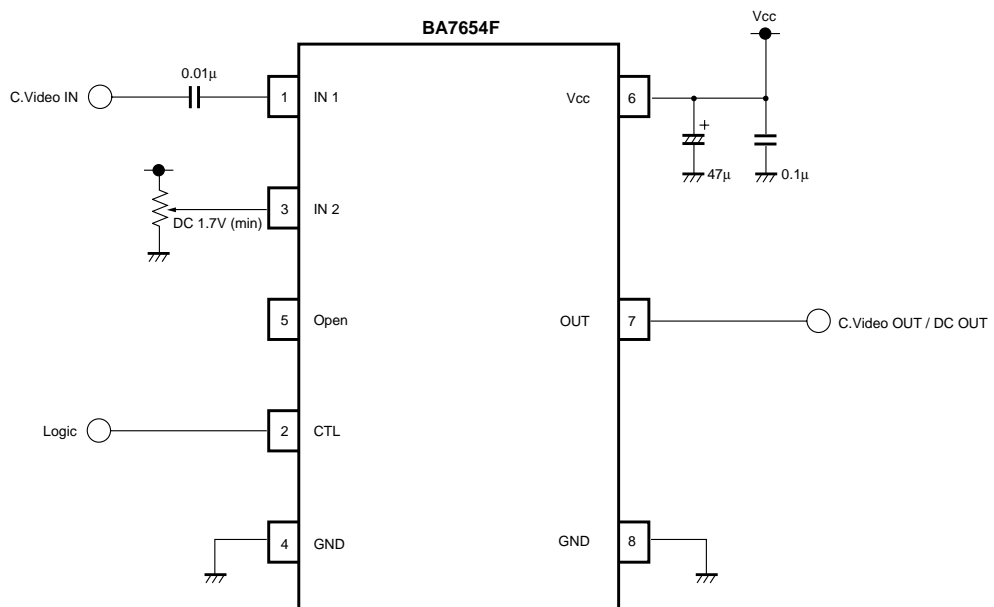 BA7654F
Vcc
0.01μ
C.Video IN
1 IN 1
Vcc 6
+
47μ
0.1μ
3 IN 2
DC 1.7V (min)
5 Open
OUT 7
C.Video OUT / DC OUT
Logic
2 CTL
4 GND
GND 8